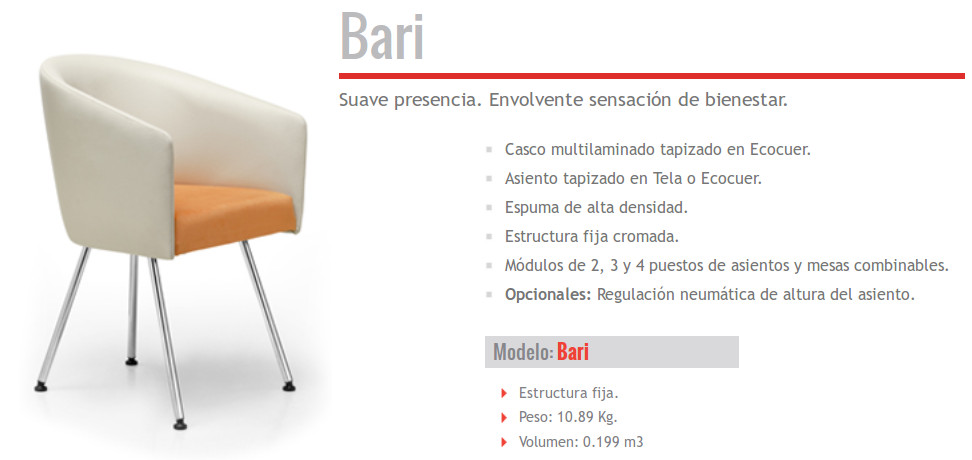 Bari
Suave presencia. Envolvente sensación de bienestar.
Casco multilaminado tapizado en Ecocuer.
Asiento tapizado en Tela o Ecocuer.
Espuma de alta densidad.
Estructura fija cromada.
Módulos de 2, 3 y 4 puestos de asientos y mesas combinables.
Opcionales: Regulación neumática de altura del asiento.
Modelo: Bari
Estructura fija.
Peso: 10.89 Kg.
Volumen: 0.199 m3